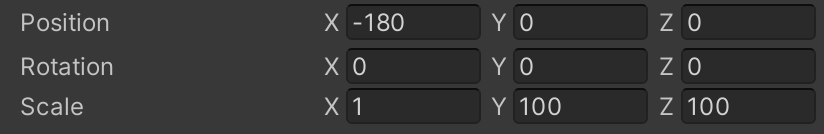 Position X -180 Y 0 Z 0
Rotation X 0 Y 0 Z 0
Scale X 1 Y 100 Z 100